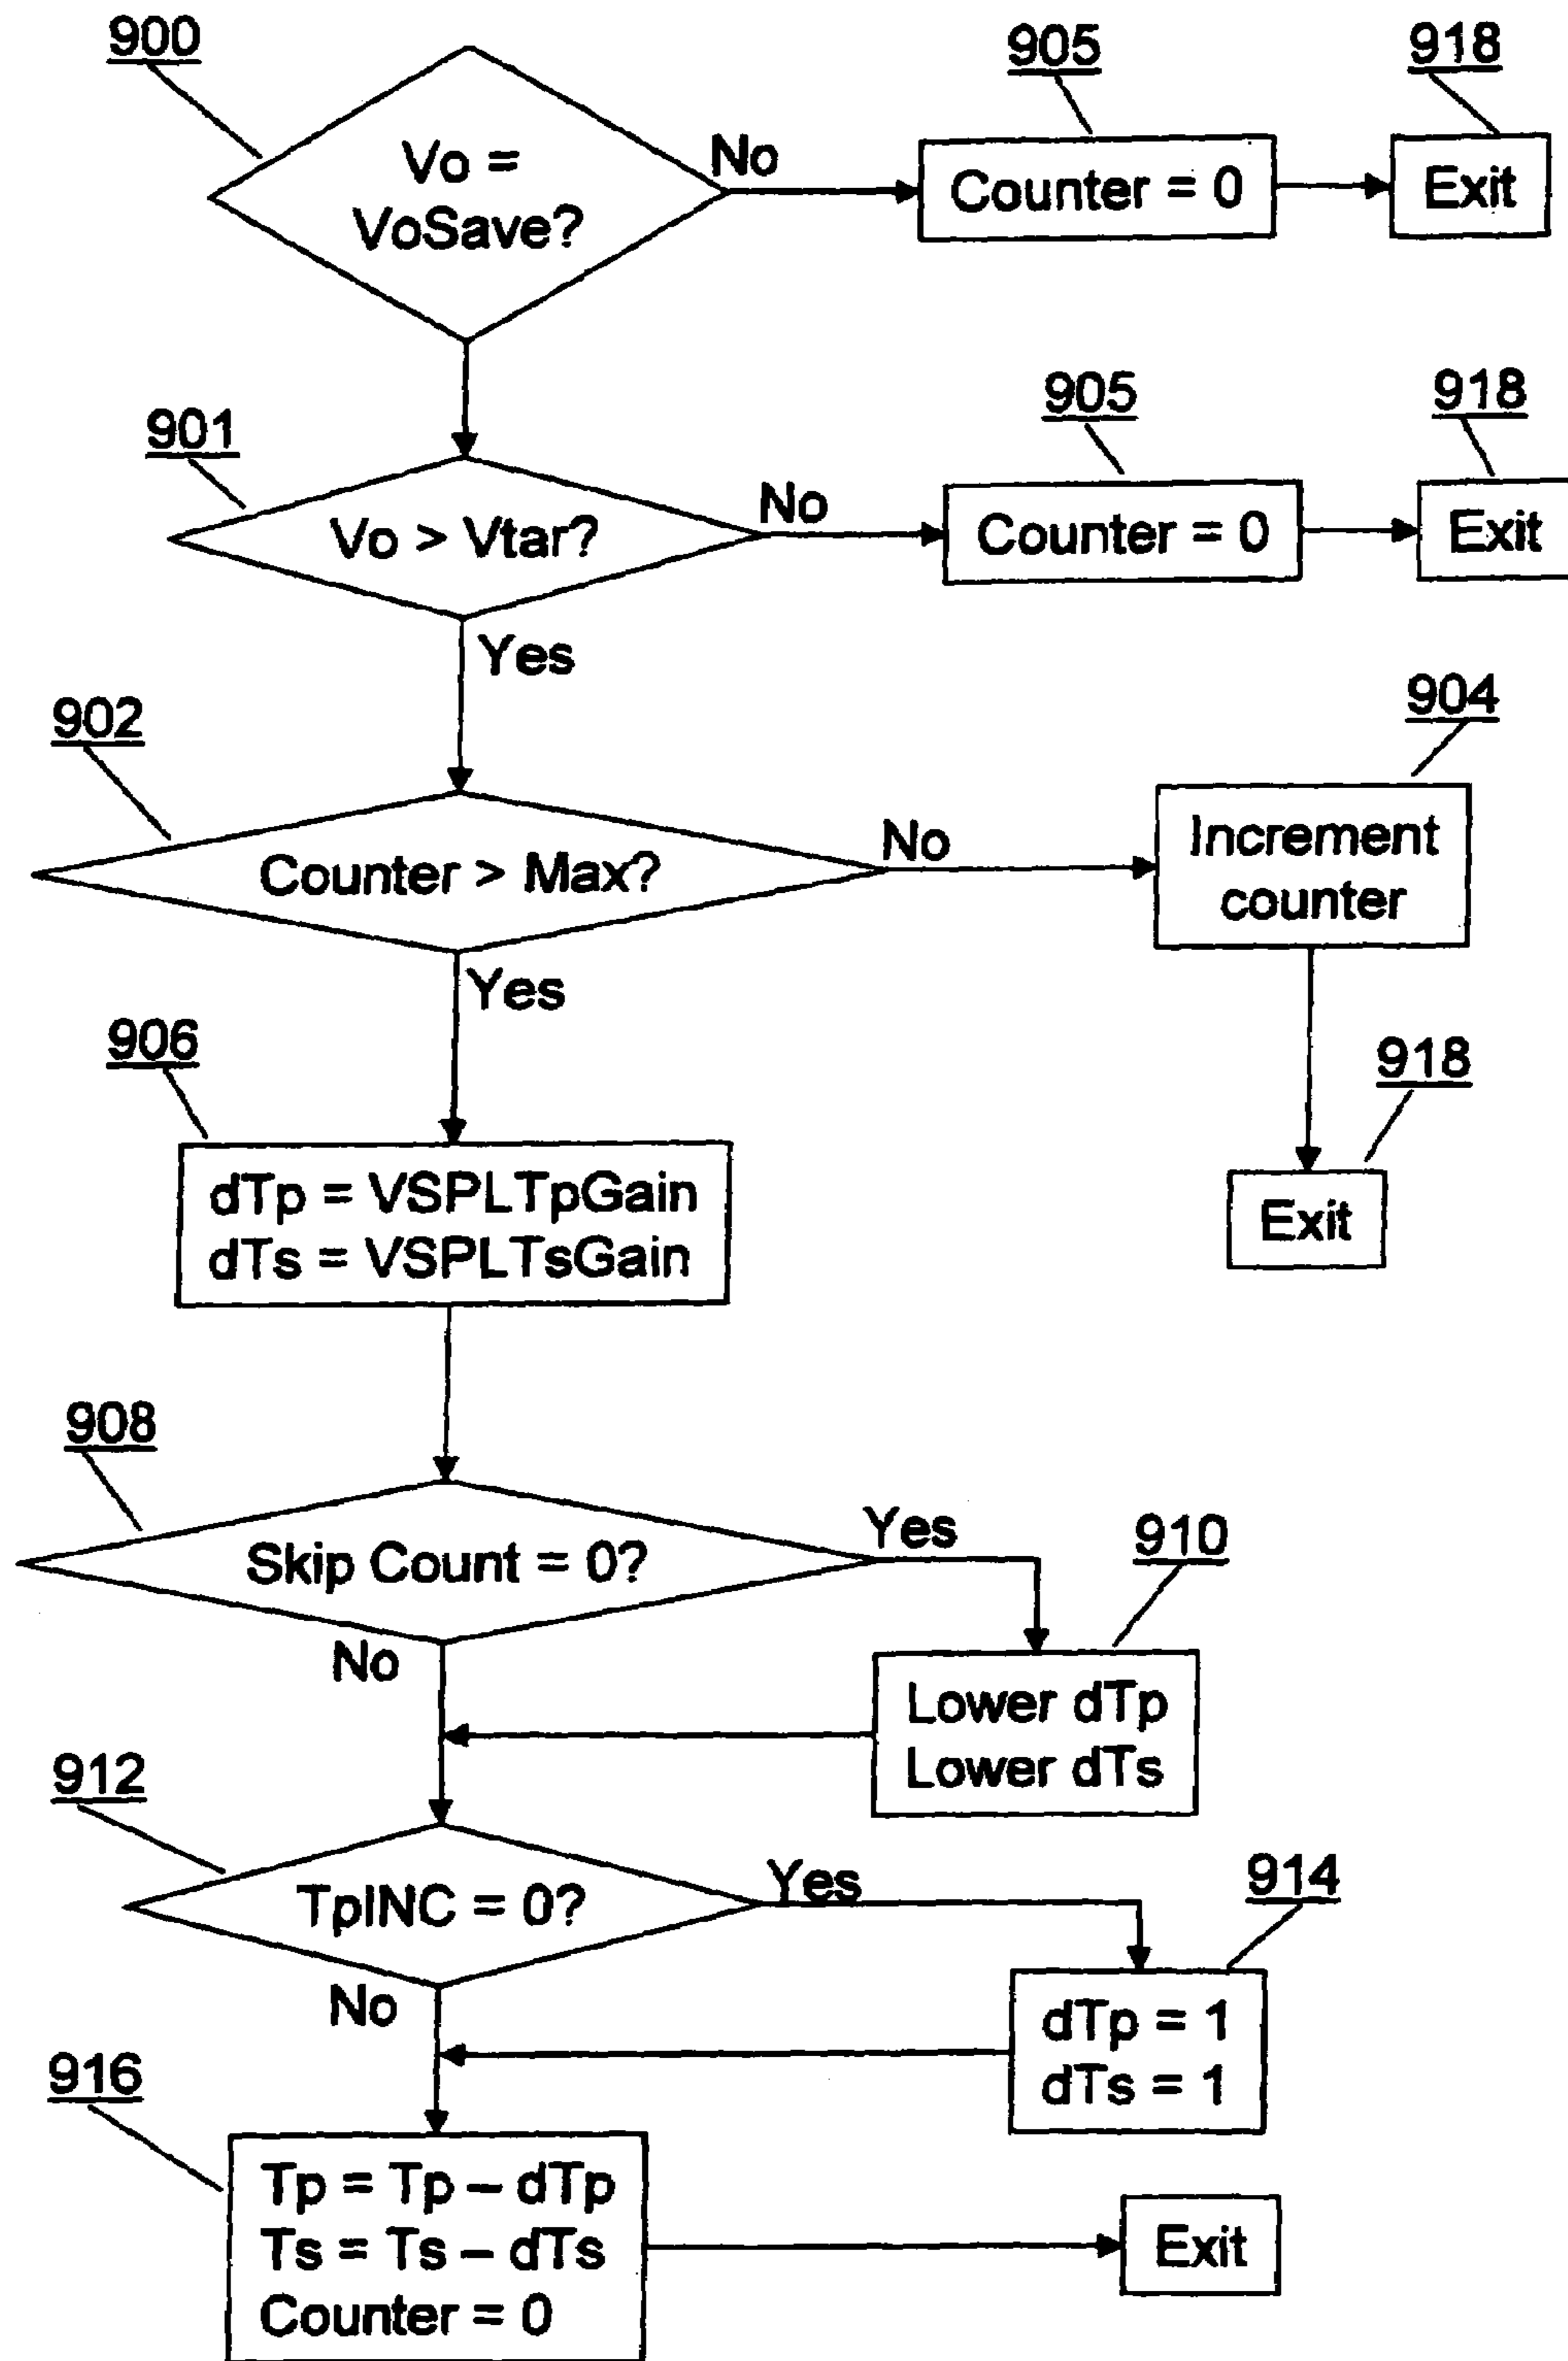 900
905
918
Vo =
VoSave?
No
Counter = 0
Exit
901
905
918
Vo > Vtar?
No
Counter = 0
Exit
Yes
902
904
Counter > Max?
No
Increment
counter
Yes
906
918
dTp = VSPLTpGain
dTs = VSPLTsGain
Exit
908
Skip Count = 0?
Yes
910
No
Lower dTp
Lower dTs
912
TpINC = 0?
Yes
914
No
dTp = 1
dTs = 1
916
Tp = Tp – dTp
Ts = Ts – dTs
Counter = 0
Exit